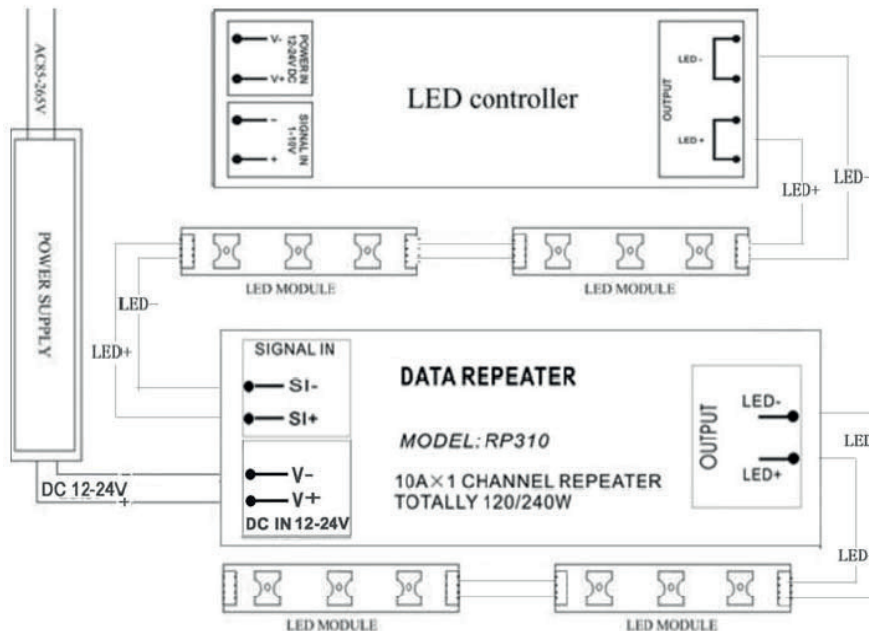 AC85-265V
POWER SUPPLY
DC 12-24V
+
V-
V+
POWER IN
12-24V DC
-
+
SIGNAL IN
1-10V
LED controller
LED -
LED +
OUTPUT
LED+
LED-
LED MODULE
LED MODULE
LED-
LED+
SIGNAL IN
SI-
SI+
V-
V+
DC IN 12-24V
DATA REPEATER
MODEL: RP310
10A×1 CHANNEL REPEATER
TOTALLY 120/240W
OUTPUT
LED-
LED+
LED
LED
LED MODULE
LED MODULE